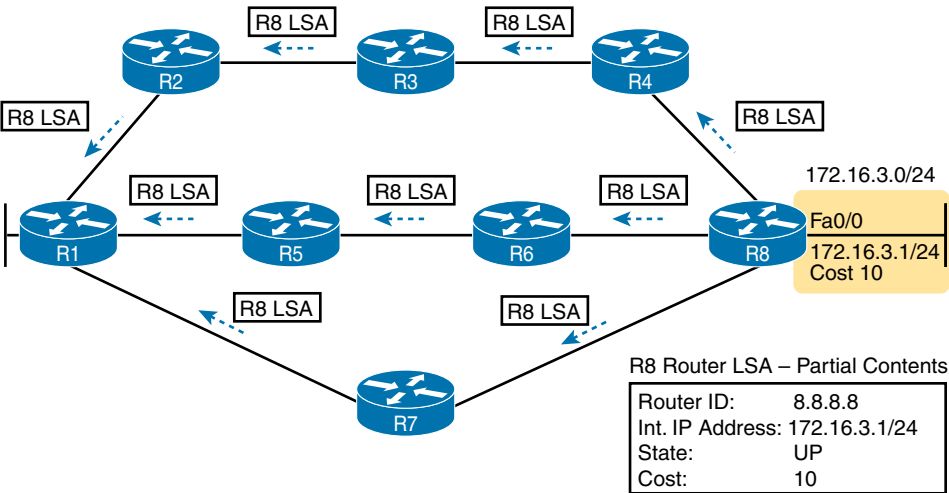 R8 LSA
R8 LSA
R2
R3
R4
R8 LSA
R8 LSA
172.16.3.0/24
R8 LSA
R8 LSA
R8 LSA
Fa0/0
R1
R5
R6
R8
172.16.3.1/24
Cost 10
R8 LSA
R8 LSA
R7
R8 Router LSA – Partial Contents
Router ID: 8.8.8.8
Int. IP Address: 172.16.3.1/24
State: UP
Cost: 10